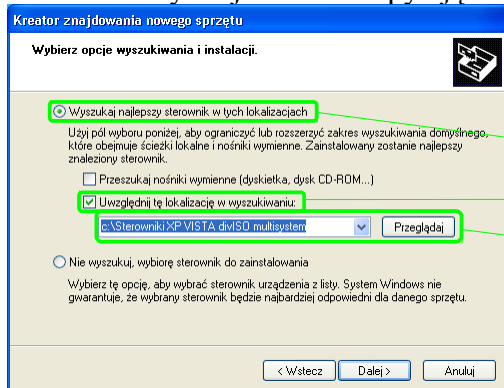 Kreator znajdowania nowego sprzętu
Wybierz opcje wyszukiwania i instalacji.
Wyszukaj najlepszy sterownik w tych lokalizacjach
Użyj pól wyboru poniżej, aby ograniczyć lub rozszerzyć zakres wyszukiwania domyślnego,
które obejmuje ścieżki lokalne i nośniki wymienne. Zainstalowany zostanie najlepszy
znaleziony sterownik.
Przeszukaj nośniki wymienne (dyskietka, dysk CD-ROM...)
Uwzględnij tę lokalizację w wyszukiwaniu:
c:\Sterowniki XP VISTA divISO multisystem
Przeglądaj
Nie wyszukuj, wybiorę sterownik do zainstalowania
Wybierz tę opcję, aby wybrać sterownik urządzenia z listy. System Windows nie
gwarantuje, że wybrany sterownik będzie najbardziej odpowiedni dla danego sprzętu.
< Wstecz Dalej > Anuluj